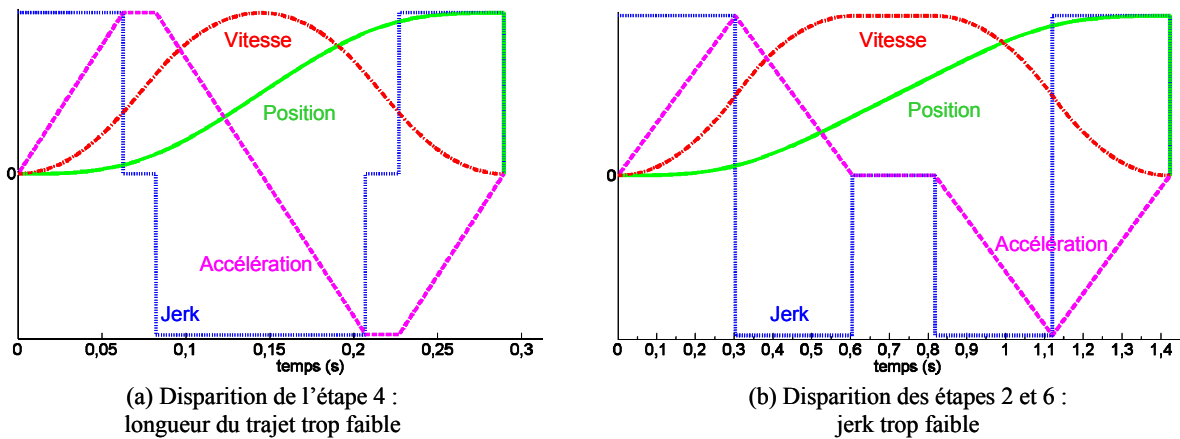 Vitesse
Position
Accélération
Jerk
0
0 0,05 0,1 0,15 0,2 0,25 0,3
temps (s)
(a) Disparition de l'étape 4 :
longueur du trajet trop faible
Vitesse
Position
Accélération
Jerk
0
0 0,1 0,2 0,3 0,4 0,5 0,6 0,7 0,8 0,9 1 1,1 1,2 1,3 1,4
temps (s)
(b) Disparition des étapes 2 et 6 :
jerk trop faible